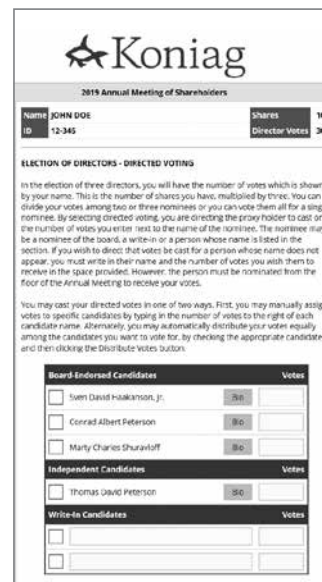 Koniag
2019 Annual Meeting of Shareholders
Name JOHN DOE Shares
ID 12-345 Director Votes
ELECTION OF DIRECTORS - DIRECTED VOTING
In the election of three directors, you will have the number of votes which is shown
by your name. This is the number of shares you have, multiplied by three. You can
divide your votes among two or three nominees or you can vote them all for a
nominee. By selecting directed voting, you are directing the proxy holder to cast
the number of votes you enter next to the name of the nominee. The nominee
be a nominee of the board, a write-in or a person whose name is listed in the
section. If you wish to direct that votes be cast for a person whose name does not
appear, you must write in their name and the number of votes you wish them to
receive in the space provided. However, the person must be nominated from the
floor of the Annual Meeting to receive your votes.
You may cast your directed votes in one of two ways. First, you may manually
votes to specific candidates by typing in the number of votes to the right of each
candidate name. Alternately, you may automatically distribute your votes equally
among the candidates you want to vote for, by checking the appropriate
and then clicking the Distribute Votes button.
Board-Endorsed Candidates Votes
Sven David Haakanson, Jr. Bio
Conrad Albert Peterson Bio
Marty Charles Shuravloff Bio
Independent Candidates Votes
Thomas David Peterson Bio
Write-In Candidates Votes